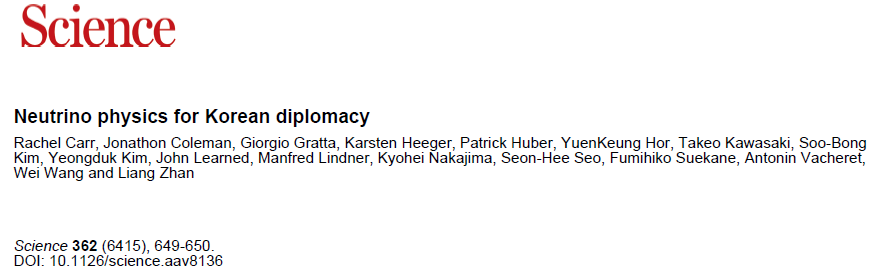 Science
Neutrino physics for Korean diplomacy
Rachel Carr, Jonathon Coleman, Giorgio Gratta, Karsten Heeger, Patrick Huber, YuenKeung Hor, Takeo Kawasaki, Soo-Bong
Kim, Yeongduk Kim, John Learned, Manfred Lindner, Kyohei Nakajima, Seon-Hee Seo, Fumihiko Suekane, Antonin Vacheret,
Wei Wang and Liang Zhan
Science 362 (6415), 649-650.
DOI: 10.1126/science.aav8136